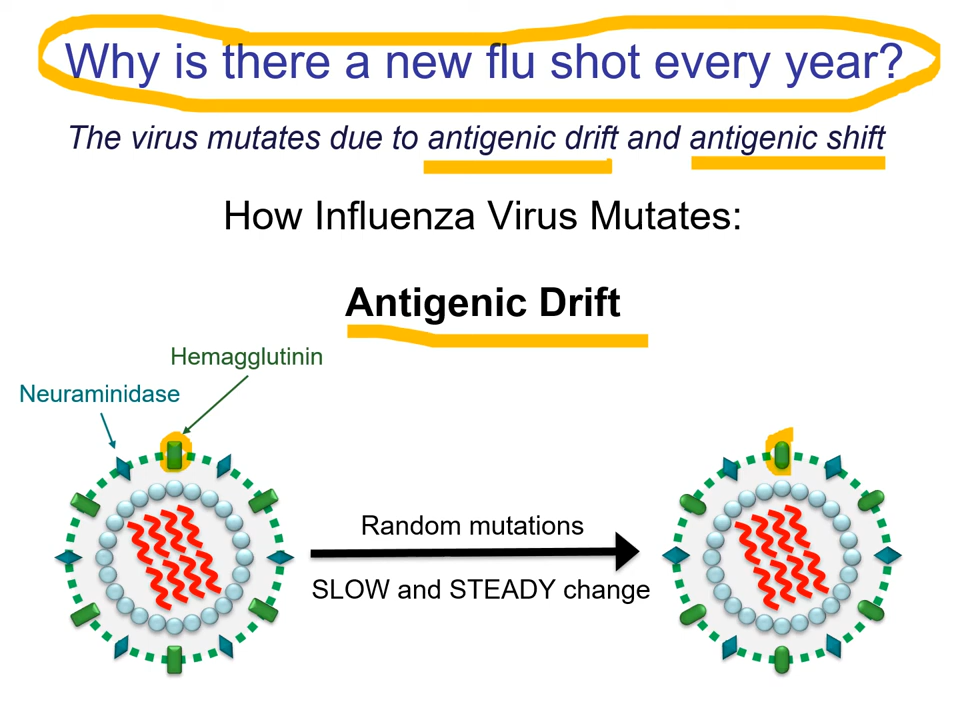 Why is there a new flu shot every year?
The virus mutates due to antigenic drift and antigenic shift
How Influenza Virus Mutates:
Antigenic Drift
Hemagglutinin
Neuraminidase
Random mutations
SLOW and STEADY change